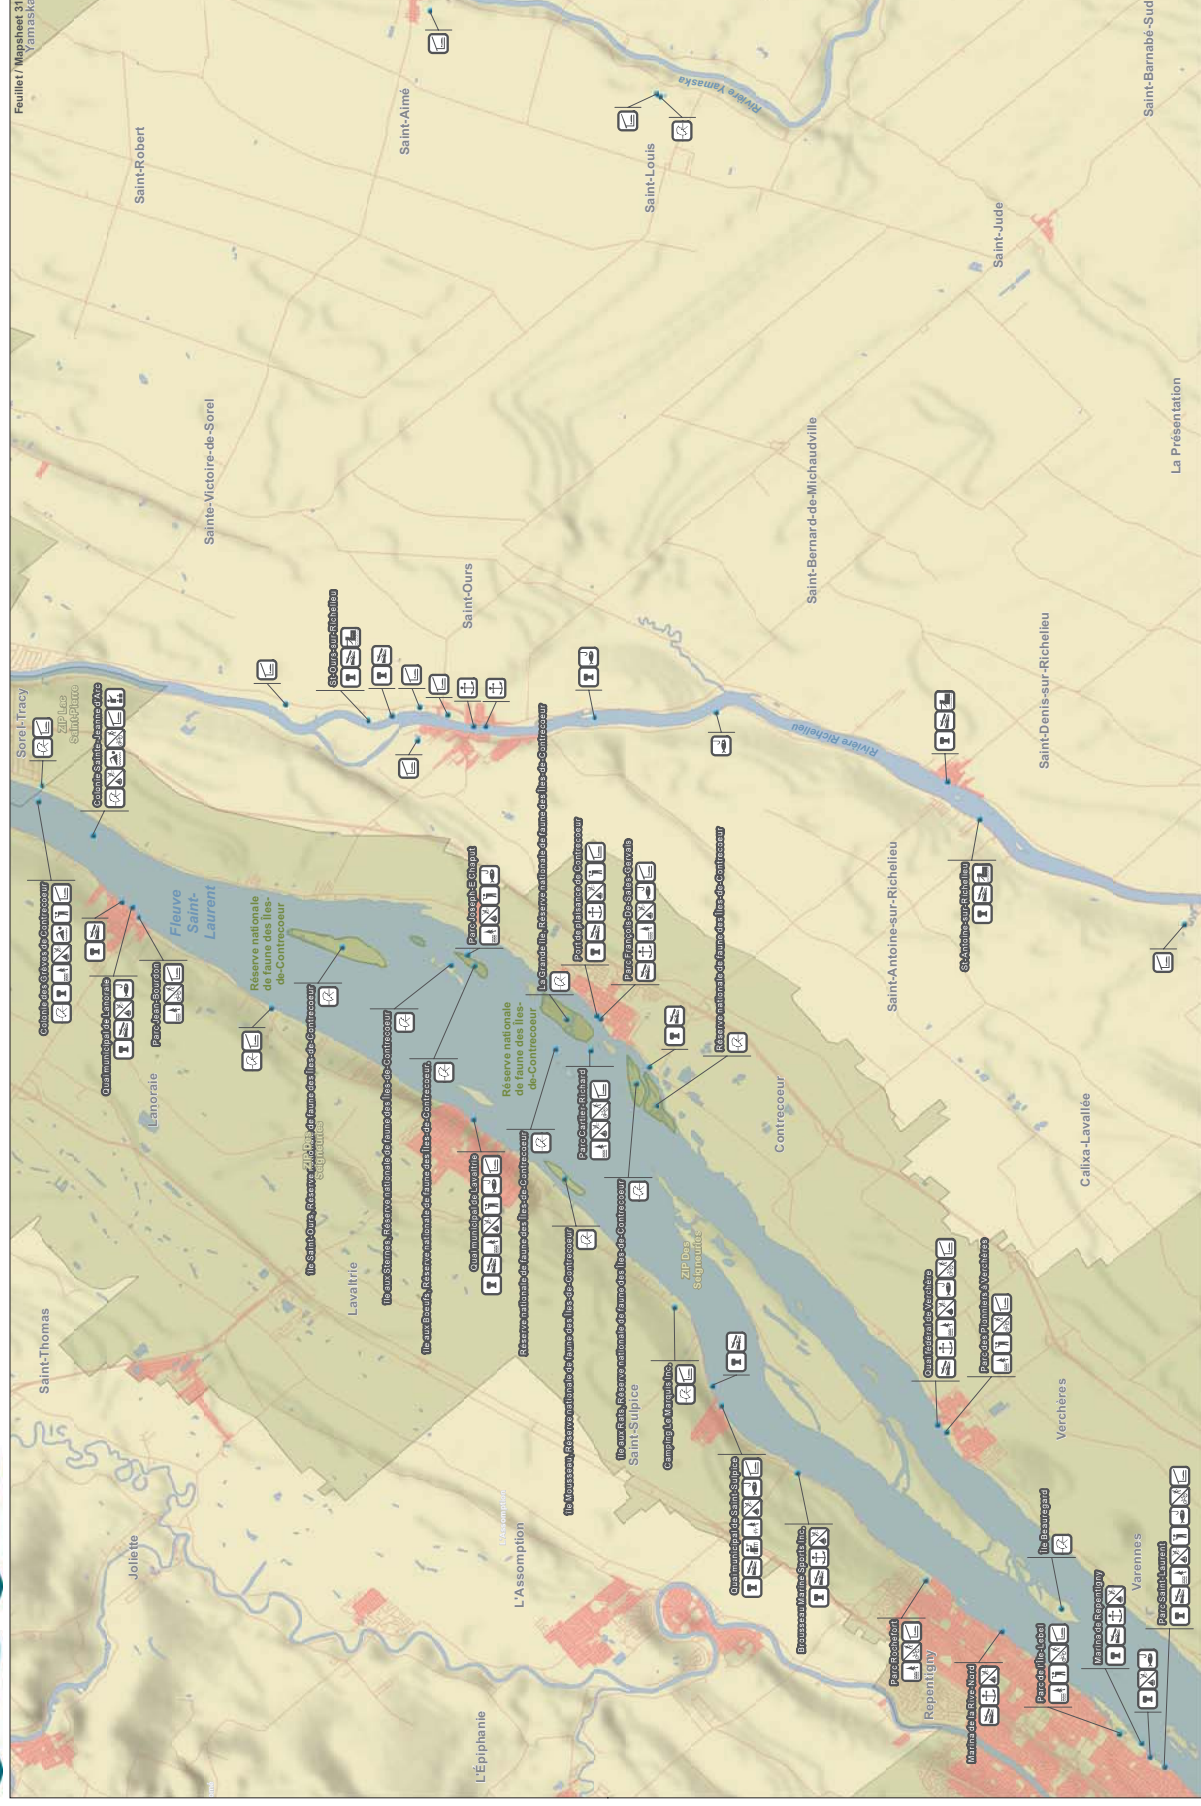 Feuillet / Mapsheet 31
Yamaska
Saint-Robert
Saint-Aimé
Saint-Louis
Rivière Yamaska
Saint-Barnabé-Sud
Saint-Jude
Sainte-Victoire-de-Sorel
Saint-Ours
Saint-Bernard-de-Michaudville
La Présentation
Saint-Denis-sur-Richelieu
St-Ours-sur-Richelieu
Rivière Richelieu
Sorel-Tracy
ZIP Lac
Saint-Pierre
Colonie Sainte-Jeanne d'Arc
Colonie des Grèves de Contrecoeur
Fleuve
Saint-
Laurent
Quai municipal de Lanoraie
Parc Jean-Bourdon
Lanoraie
Réserve nationale
de faune des Îles-
de-Contrecoeur
Île Saint-Ours, Réserve nationale de faune des Îles-de-Contrecoeur
Seigneuries
Île aux Sternes, Réserve nationale de faune des Îles-de-Contrecoeur
Île aux Boeufs, Réserve nationale de faune des Îles-de-Contrecoeur
Parc Joseph-E Chaput
La Grande Île, Réserve nationale de faune des Îles-de-Contrecoeur
Port de plaisance de Contrecoeur
Parc François-De-Sales-Gervais
Réserve nationale de faune des Îles-de-Contrecoeur
Réserve nationale
de faune des Îles-
de-Contrecoeur
Parc Cartier-Richard
Quai municipal de Lavaltrie
Réserve nationale de faune des Îles-de-Contrecoeur
Île Mousseau, Réserve nationale de faune des Îles-de-Contrecoeur
Île aux Rats, Réserve nationale de faune des Îles-de-Contrecoeur
Lavaltrie
Contrecoeur
Saint-Antoine-sur-Richelieu
St-Antoine-sur-Richelieu
Calixa-Lavallée
ZIP Des
Seigneuries
Saint-Thomas
Saint-Sulpice
Camping Le Marquis Inc.
Quai municipal de Saint-Sulpice
Brousseau Marine Sports Inc.
Quai fédéral de Verchère
Parc des Pionniers à Verchères
Verchères
Joliette
L'Assomption
L'Épiphanie
Parc Rochefort
Repentigny
Marina de la Rive-Nord
Parc de l'Île-Lebel
Île Beauregard
Marina de Repentigny
Varennes
Parc Saint-Laurent